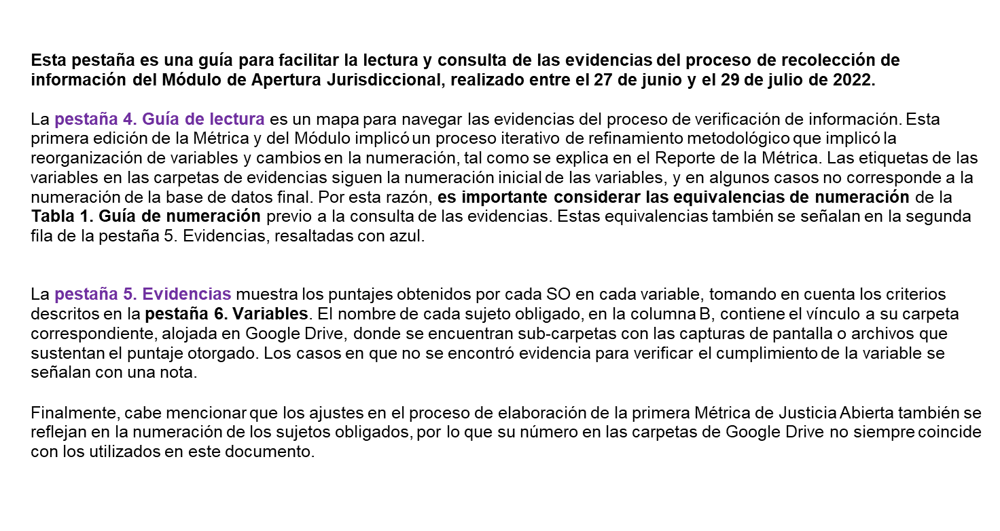 Esta pestaña es una guía para facilitar la lectura y consulta de las evidencias del proceso de recolección de
información del Módulo de Apertura Jurisdiccional, realizado entre el 27 de junio y el 29 de julio de 2022.
La pestaña 4. Guía de lectura es un mapa para navegar las evidencias del proceso de verificación de información. Esta
primera edición de la Métrica y del Módulo implicó un proceso iterativo de refinamiento metodológico que implicó la
reorganización de variables y cambios en la numeración, tal como se explica en el Reporte de la Métrica. Las etiquetas de las
variables en las carpetas de evidencias siguen la numeración inicial de las variables, y en algunos casos no corresponde a la
numeración de la base de datos final. Por esta razón, es importante considerar las equivalencias de numeración de la
Tabla 1. Guía de numeración previo a la consulta de las evidencias. Estas equivalencias también se señalan en la segunda
fila de la pestaña 5. Evidencias, resaltadas con azul.
La pestaña 5. Evidencias muestra los puntajes obtenidos por cada SO en cada variable, tomando en cuenta los criterios
descritos en la pestaña 6. Variables. El nombre de cada sujeto obligado, en la columna B, contiene el vínculo a su carpeta
correspondiente, alojada en Google Drive, donde se encuentran sub-carpetas con las capturas de pantalla o archivos que
sustentan el puntaje otorgado. Los casos en que no se encontró evidencia para verificar el cumplimiento de la variable se
señalan con una nota.
Finalmente, cabe mencionar que los ajustes en el proceso de elaboración de la primera Métrica de Justicia Abierta también se
reflejan en la numeración de los sujetos obligados, por lo que su número en las carpetas de Google Drive no siempre coincide
con los utilizados en este documento.